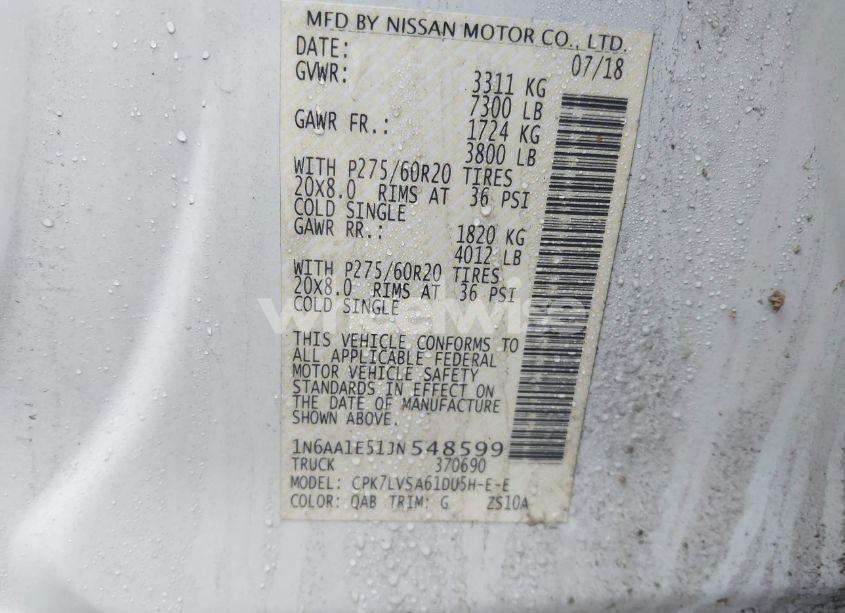 MFD BY NISSAN MOTOR CO., LTD.
DATE: 07/18
GVWR: 3311 KG
7300 LB
GAWR FR.: 1724 KG
3800 LB
WITH P275/60R20 TIRES
20X8.0 RIMS AT 36 PSI
COLD SINGLE
GAWR RR.: 1820 KG
4012 LB
WITH P275/60R20 TIRES
20X8.0 RIMS AT 36 PSI
COLD SINGLE
wheelwise
THIS VEHICLE CONFORMS TO
ALL APPLICABLE FEDERAL
MOTOR VEHICLE SAFETY
STANDARDS IN EFFECT ON
THE DATE OF MANUFACTURE
SHOWN ABOVE.
1N6AA1E51JN548599
TRUCK 370690
MODEL: CPK7LVSA61DU5H-E-E
COLOR: QAB TRIM: G ZS10A